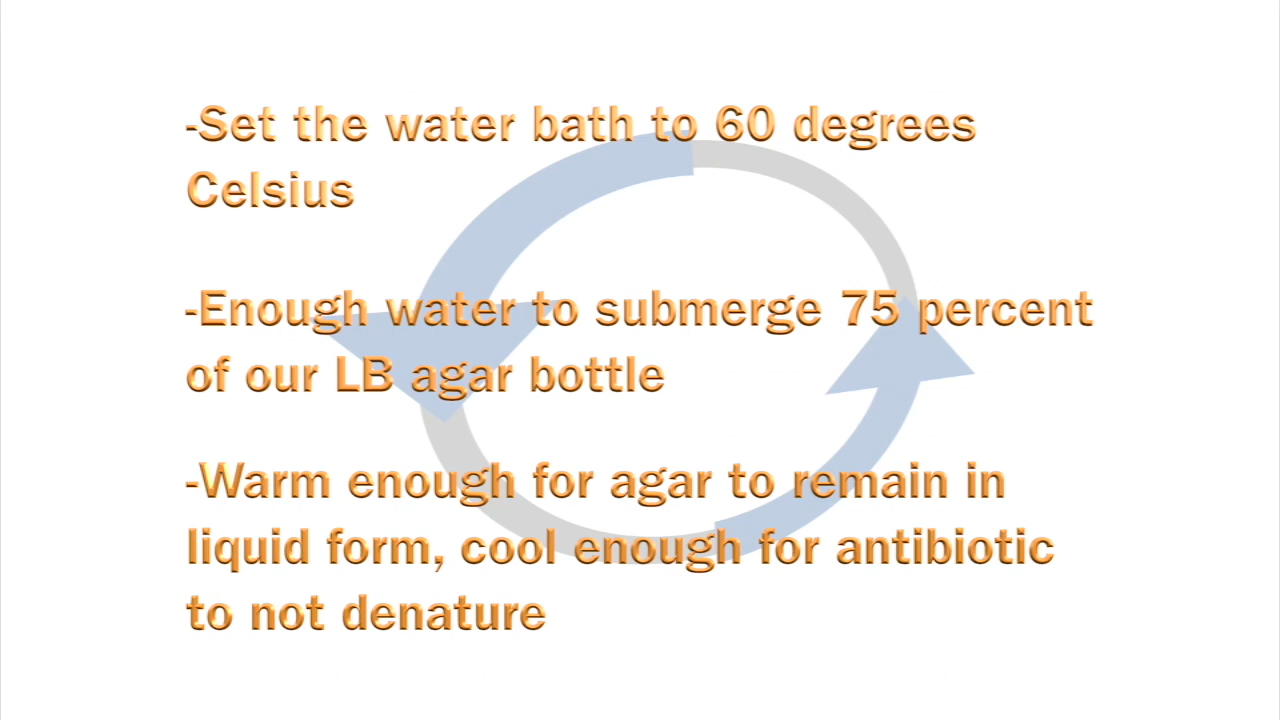 -Set the water bath to 60 degrees
Celsius
-Enough water to submerge 75 percent
of our LB agar bottle
-Warm enough for agar to remain in
liquid form, cool enough for antibiotic
to not denature